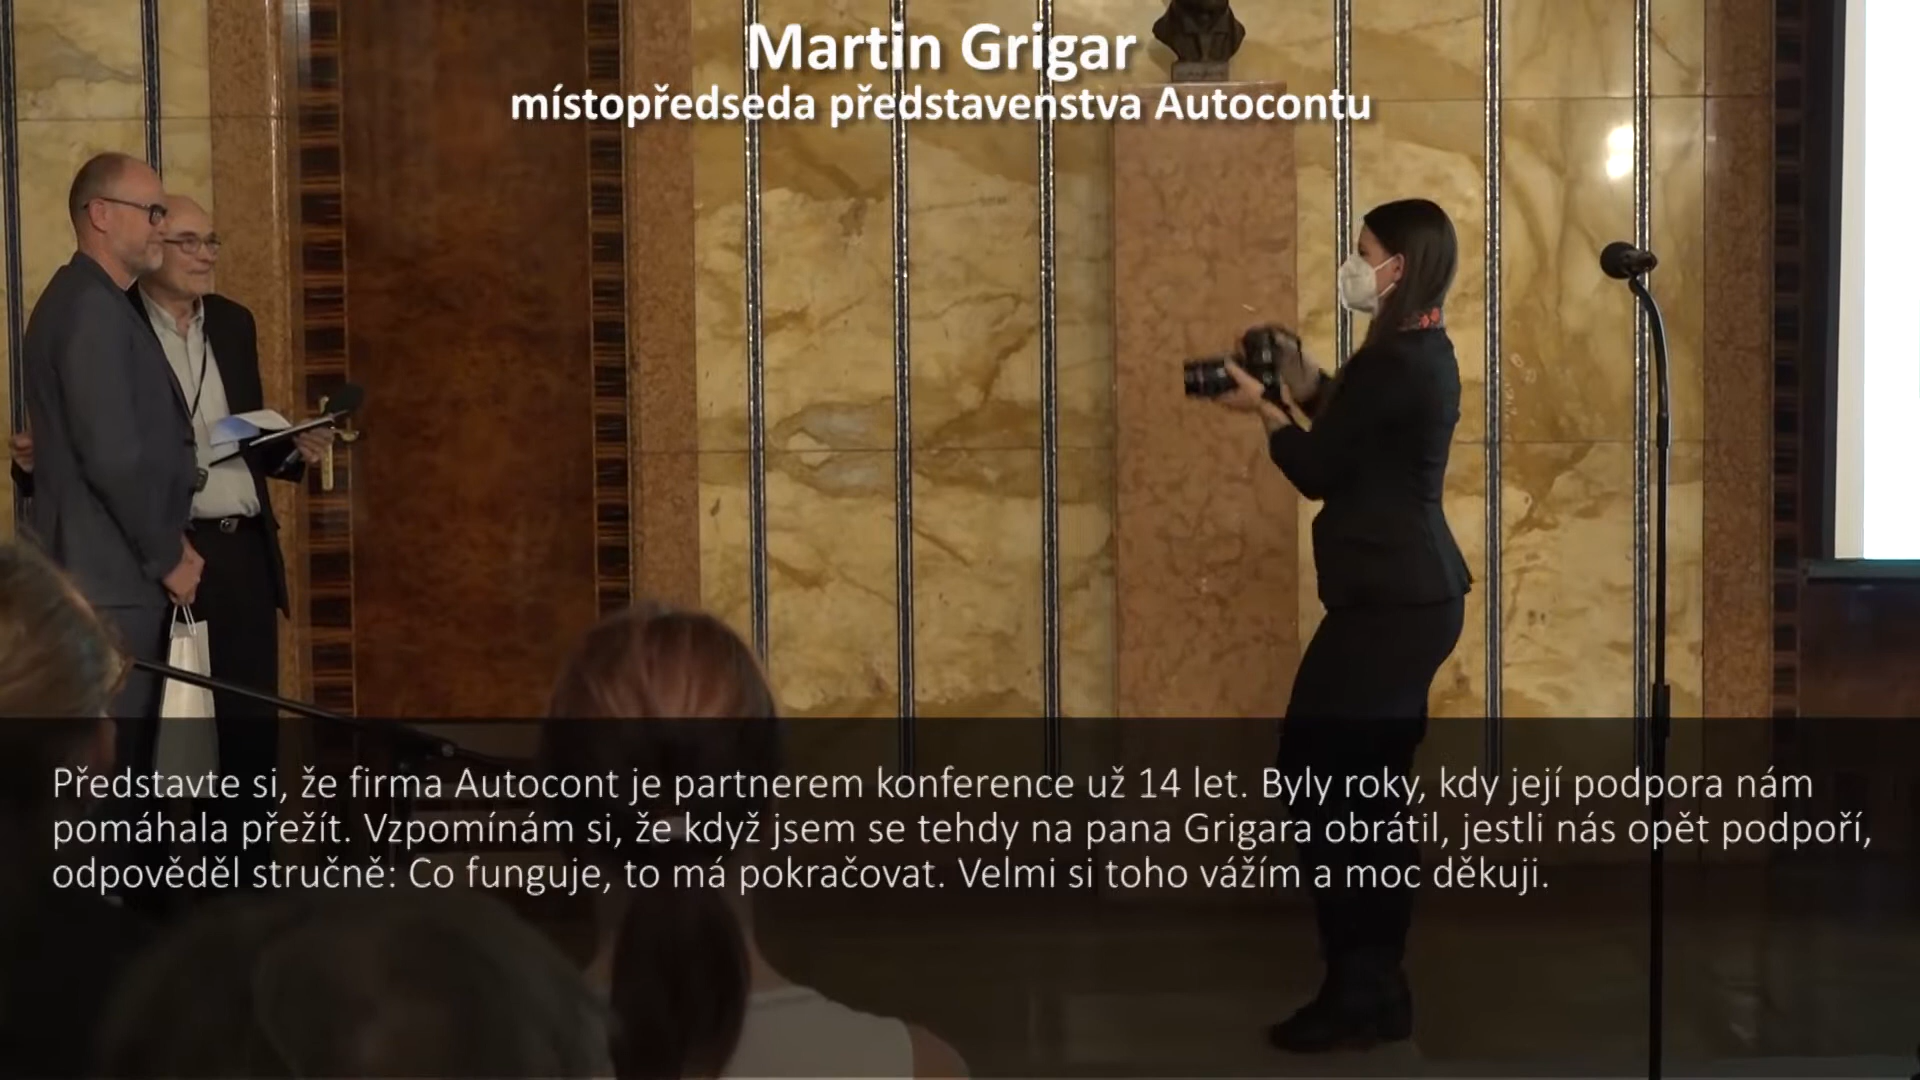 Martin Grigar
místopředseda představenstva Autocontu
Představte si, že firma Autocont je partnerem konference už 14 let. Byly roky, kdy její podpora nám
pomáhala přežít. Vzpomínám si, že když jsem se tehdy na pana Grigara obrátil, jestli nás opět podpoří,
odpověděl stručně: Co funguje, to má pokračovat. Velmi si toho vážím a moc děkuji.